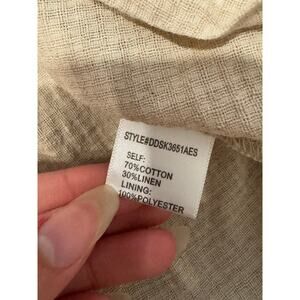 STYLE#DDSK3651AES
SELF:
70%COTTON
30%LINEN
LINING:
100%POLYESTER